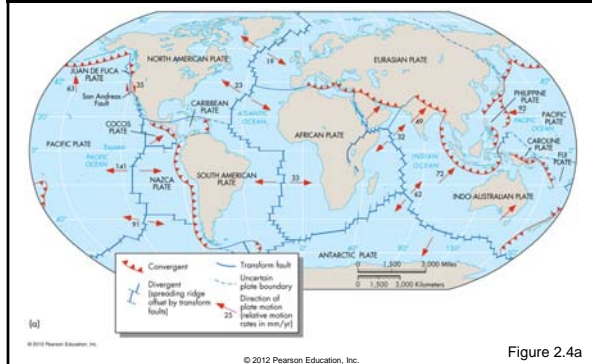 NORTH AMERICAN PLATE
EURASIAN PLATE
JUAN DE FUCA
PLATE
63
35
San Andreas
Fault
19
23
CARIBBEAN
PLATE
ATLANTIC
OCEAN
COCOS
PLATE
AFRICAN PLATE
PHILIPPINE
PLATE
92
PACIFIC
OCEAN
PACIFIC
PLATE
CAROLINE
PLATE
FIJI
PLATE
PACIFIC PLATE
Equator
PACIFIC
OCEAN
141
NAZCA
PLATE
SOUTH AMERICAN
PLATE
33
32
49
INDIAN
OCEAN
72
62
INDO-AUSTRALIAN PLATE
91
ANTARCTIC PLATE
Convergent
Divergent
(spreading ridge
offset by transform
faults)
Transform fault
Uncertain
plate boundary
Direction of
plate motion
(relative motion
rates in mm/yr)
25
0 1,500 3,000 Miles
0 1,500 3,000 Kilometers
(a)
© 2012 Pearson Education, Inc.
© 2012 Pearson Education, Inc.
Figure 2.4a